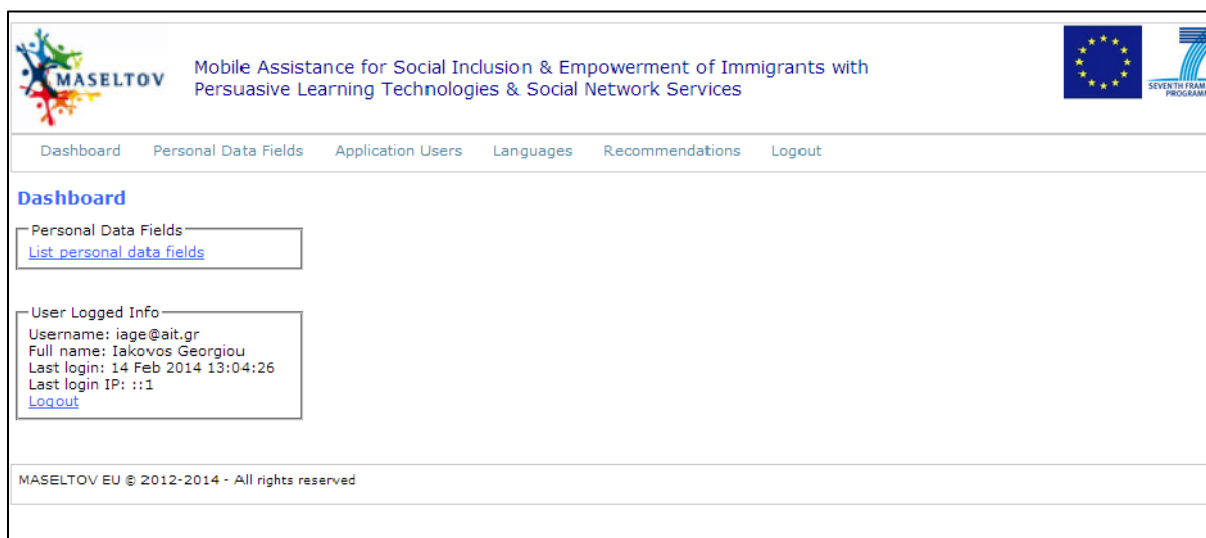 MASELTOV
Mobile Assistance for Social Inclusion & Empowerment of Immigrants with
Persuasive Learning Technologies & Social Network Services
SEVENTH FRAM
PROGRAMM
Dashboard Personal Data Fields Application Users Languages Recommendations Logout
Dashboard
Personal Data Fields
List personal data fields
User Logged Info
Username: iage@ait.gr
Full name: Iakovos Georgiou
Last login: 14 Feb 2014 13:04:26
Last login IP: ::1
Logout
MASELTOV EU © 2012-2014 - All rights reserved